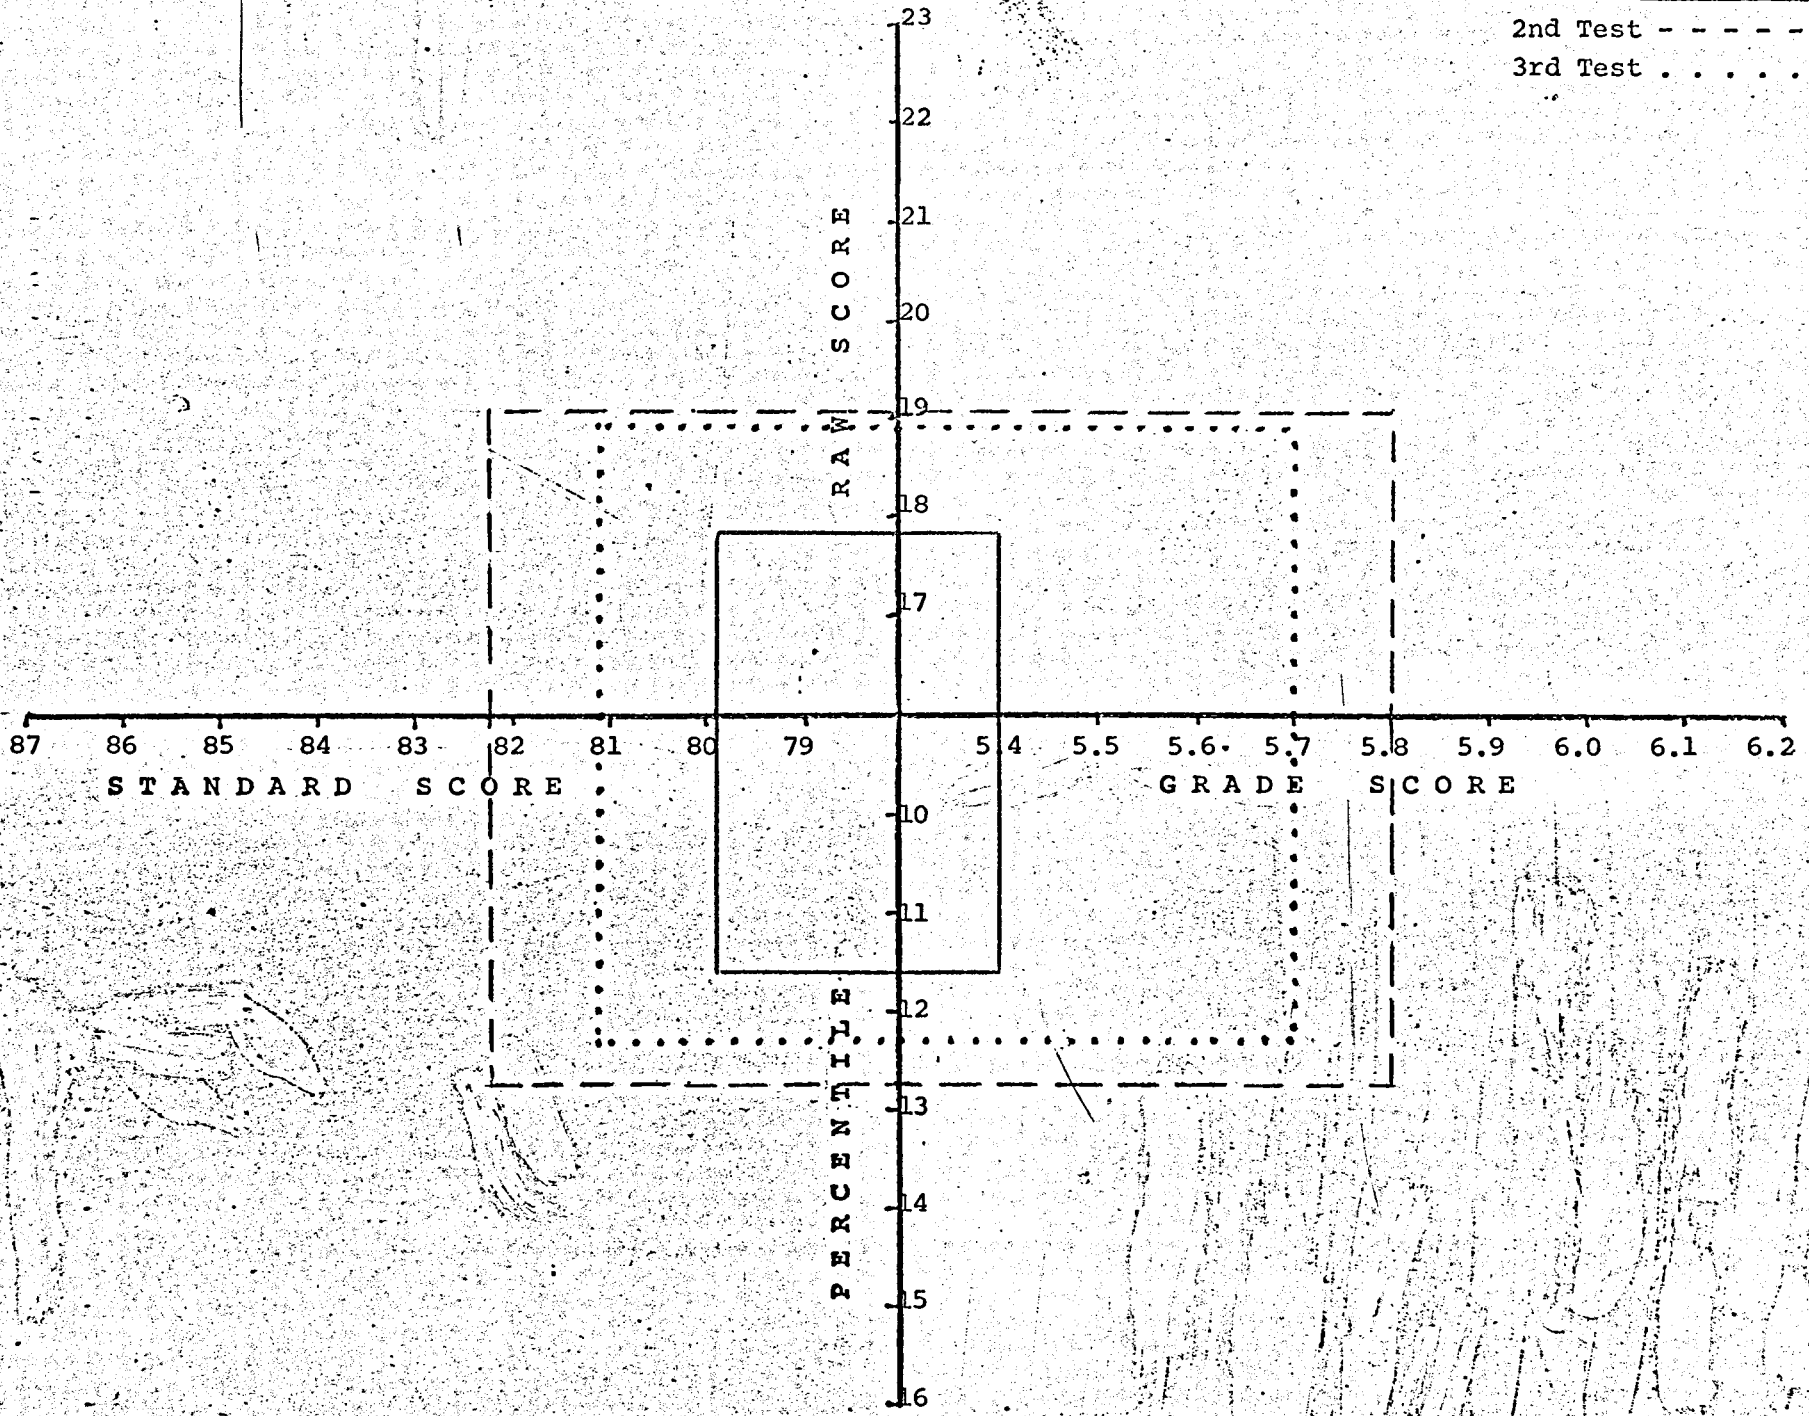 23
2nd Test - - - - -
3rd Test . . . . .
22
21
20
19
18
17
RAW SCORE
87 86 85 84 83 82 81 80 79 5.4 5.5 5.6 5.7 5.8 5.9 6.0 6.1 6.2
STANDARD SCORE GRADE SCORE
10
11
12
13
14
15
16
PERCENTILE